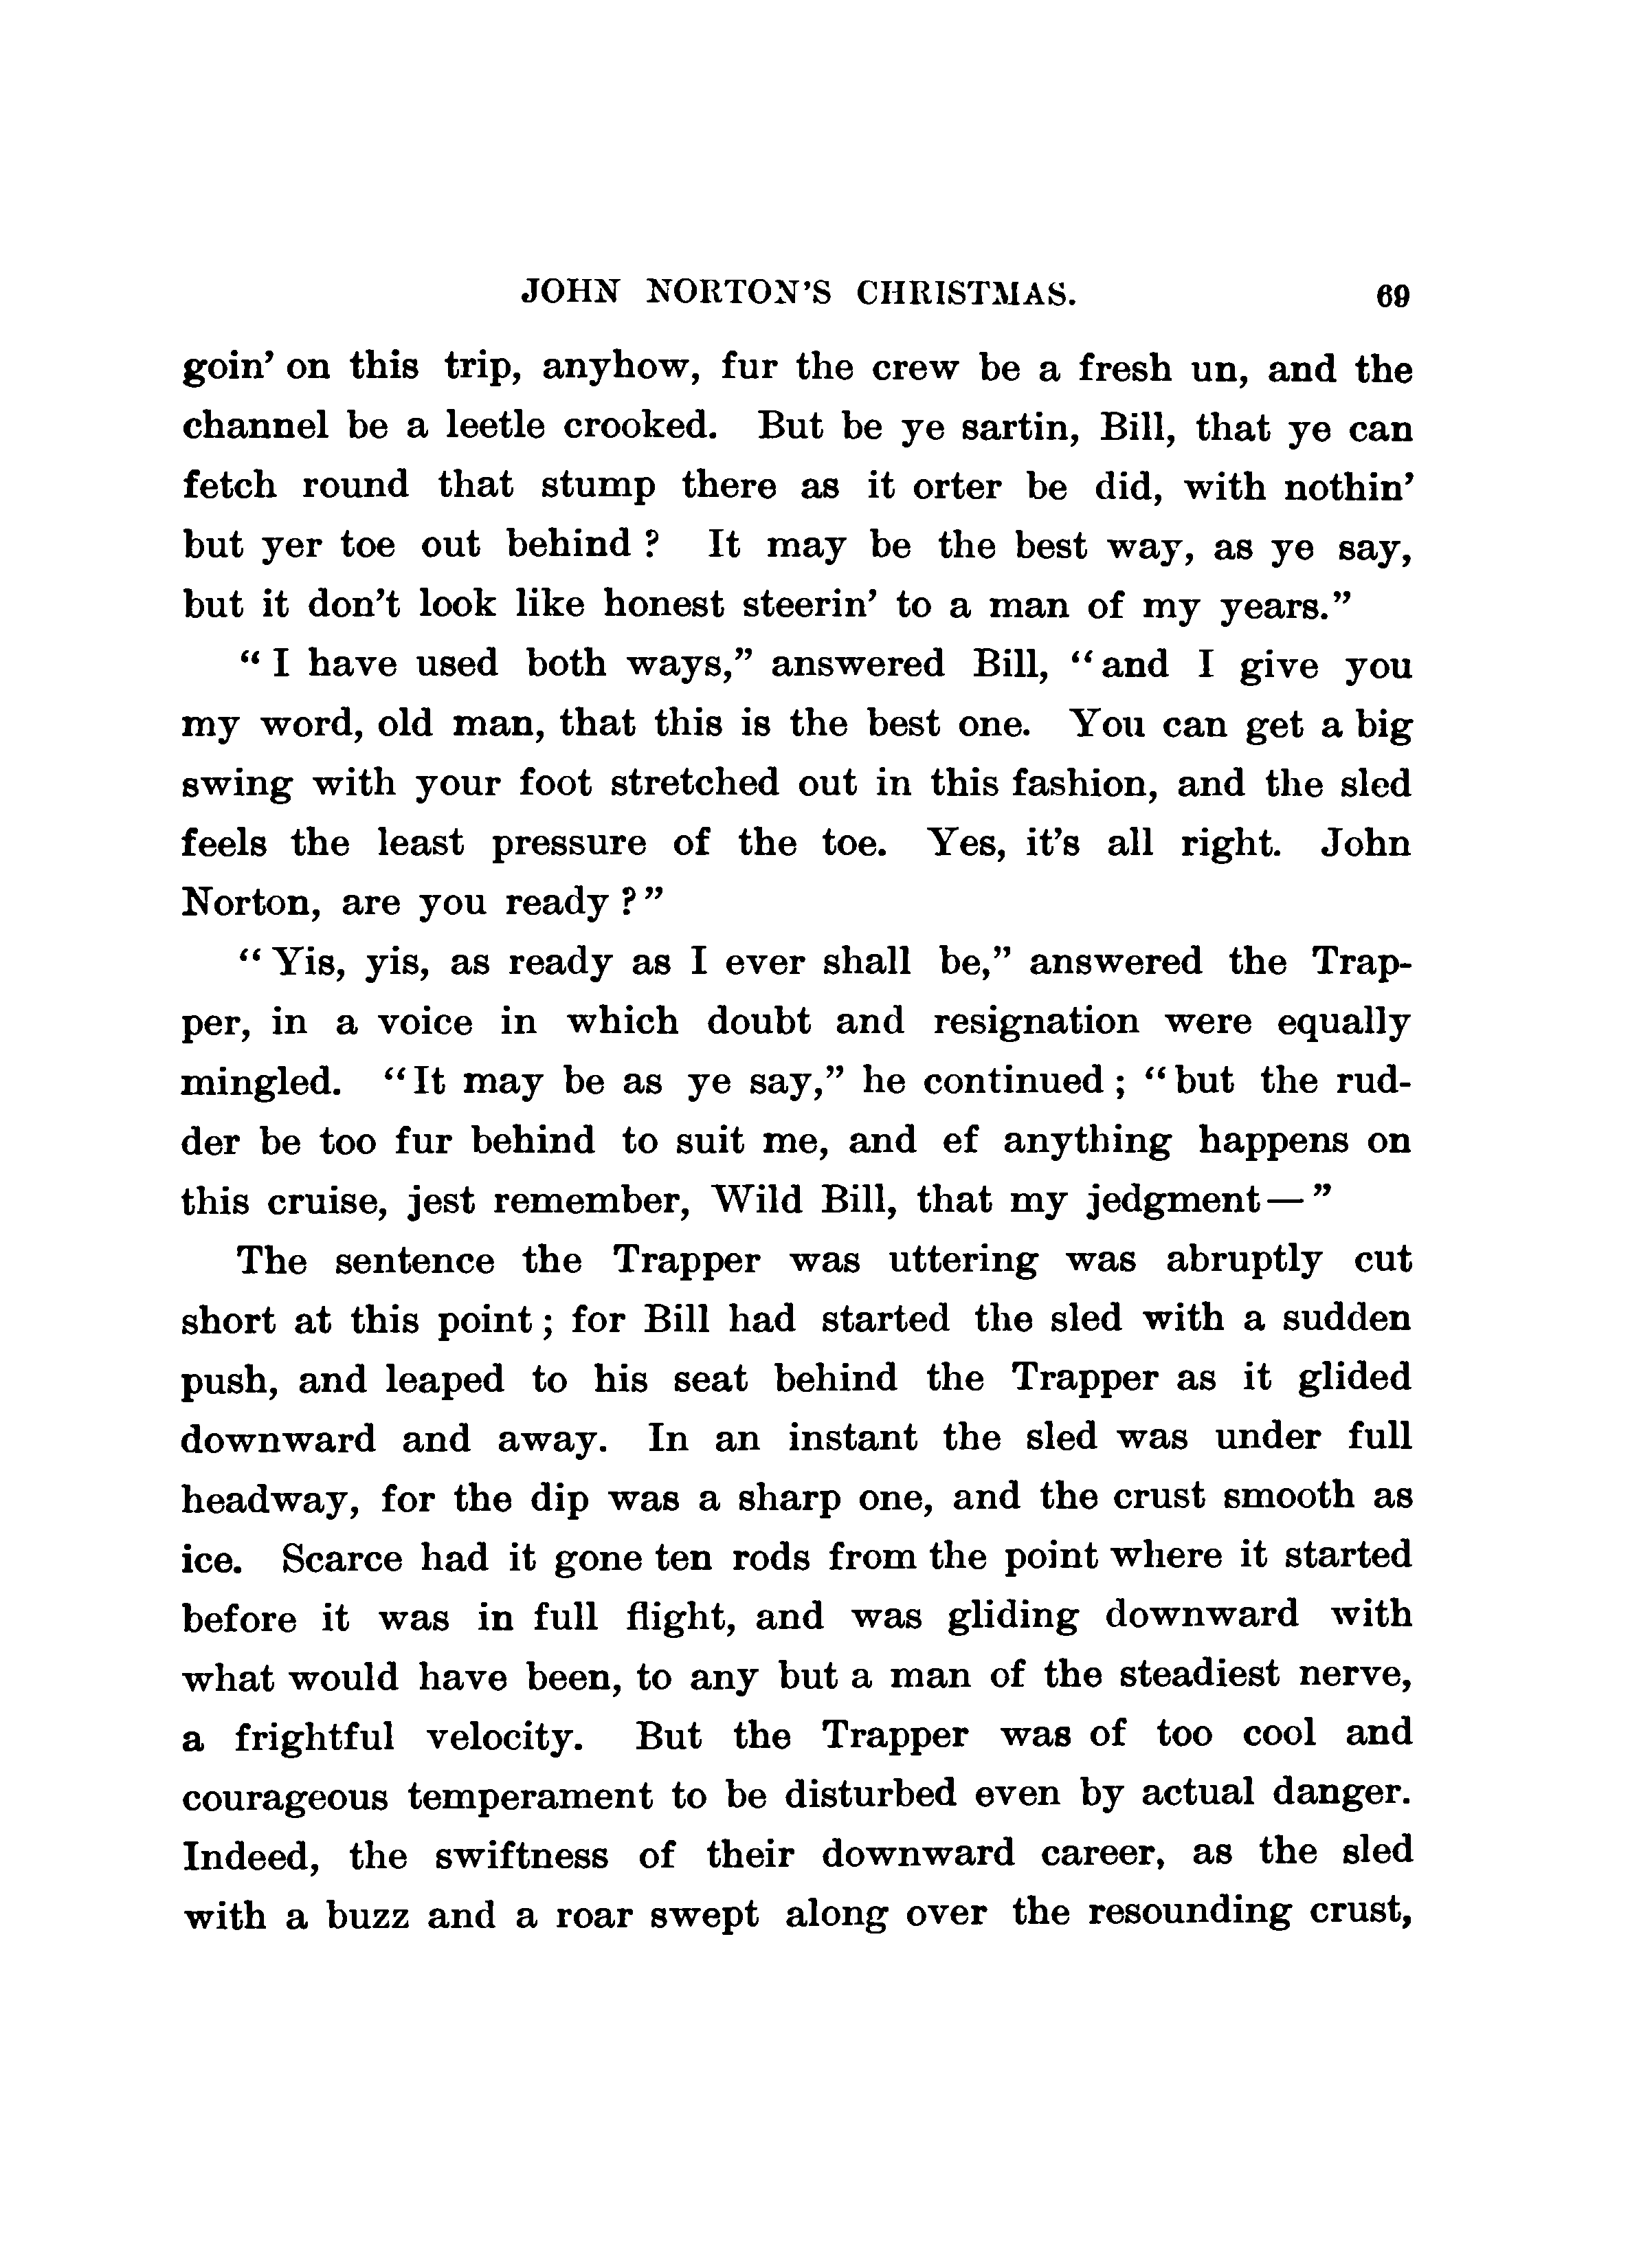 JOHN NORTON'S CHRISTMAS. 69
goin' on this trip, anyhow, fur the crew be a fresh un, and the
channel be a leetle crooked. But be ye sartin, Bill, that ye can
fetch round that stump there as it orter be did, with nothin'
but yer toe out behind? It may be the best way, as ye say,
but it don't look like honest steerin' to a man of my years."
"I have used both ways," answered Bill, "and I give you
my word, old man, that this is the best one. You can get a big
swing with your foot stretched out in this fashion, and the sled
feels the least pressure of the toe. Yes, it's all right. John
Norton, are you ready?"
"Yis, yis, as ready as I ever shall be," answered the Trap-
per, in a voice in which doubt and resignation were equally
mingled. "It may be as ye say," he continued; "but the rud-
der be too fur behind to suit me, and ef anything happens on
this cruise, jest remember, Wild Bill, that my jedgment—"
The sentence the Trapper was uttering was abruptly cut
short at this point; for Bill had started the sled with a sudden
push, and leaped to his seat behind the Trapper as it glided
downward and away. In an instant the sled was under full
headway, for the dip was a sharp one, and the crust smooth as
ice. Scarce had it gone ten rods from the point where it started
before it was in full flight, and was gliding downward with
what would have been, to any but a man of the steadiest nerve,
a frightful velocity. But the Trapper was of too cool and
courageous temperament to be disturbed even by actual danger.
Indeed, the swiftness of their downward career, as the sled
with a buzz and a roar swept along over the resounding crust,